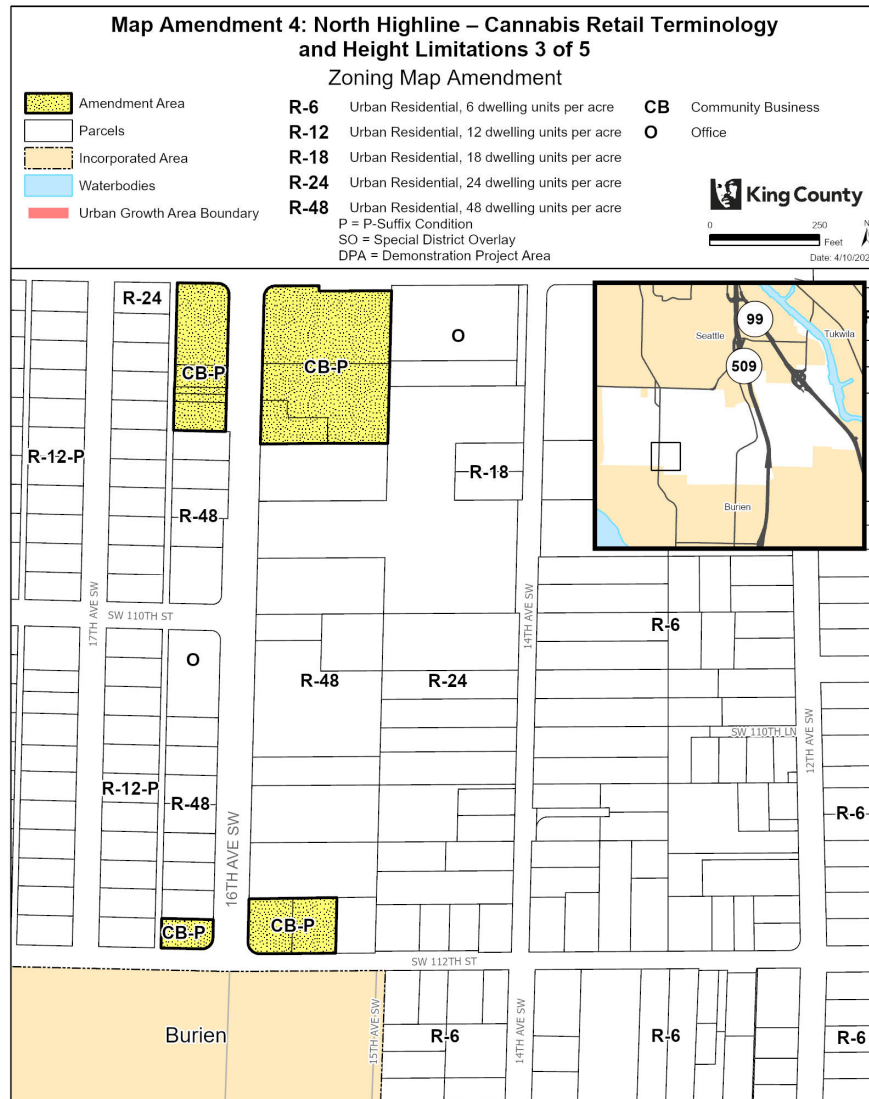 Map Amendment 4: North Highline – Cannabis Retail Terminology
and Height Limitations 3 of 5
Zoning Map Amendment
Amendment Area
Parcels
Incorporated Area
Waterbodies
Urban Growth Area Boundary
R-6 Urban Residential, 6 dwelling units per acre
R-12 Urban Residential, 12 dwelling units per acre
R-18 Urban Residential, 18 dwelling units per acre
R-24 Urban Residential, 24 dwelling units per acre
R-48 Urban Residential, 48 dwelling units per acre
P = P-Suffix Condition
SO = Special District Overlay
DPA = Demonstration Project Area
CB Community Business
O Office
King County
0 250
Feet
N
Date: 4/10/202
R-24
CB-P
CB-P
O
R-12-P
R-48
R-18
17TH AVE SW
SW 110TH ST
14TH AVE SW
O
R-48
R-24
R-6
SW 110TH LN
12TH AVE SW
R-12-P
R-48
R-6
16TH AVE SW
CB-P
CB-P
SW 112TH ST
Burien
15TH AVE SW
R-6
14TH AVE SW
R-6
R-6
99
Seattle
Tukwila
509
Burien